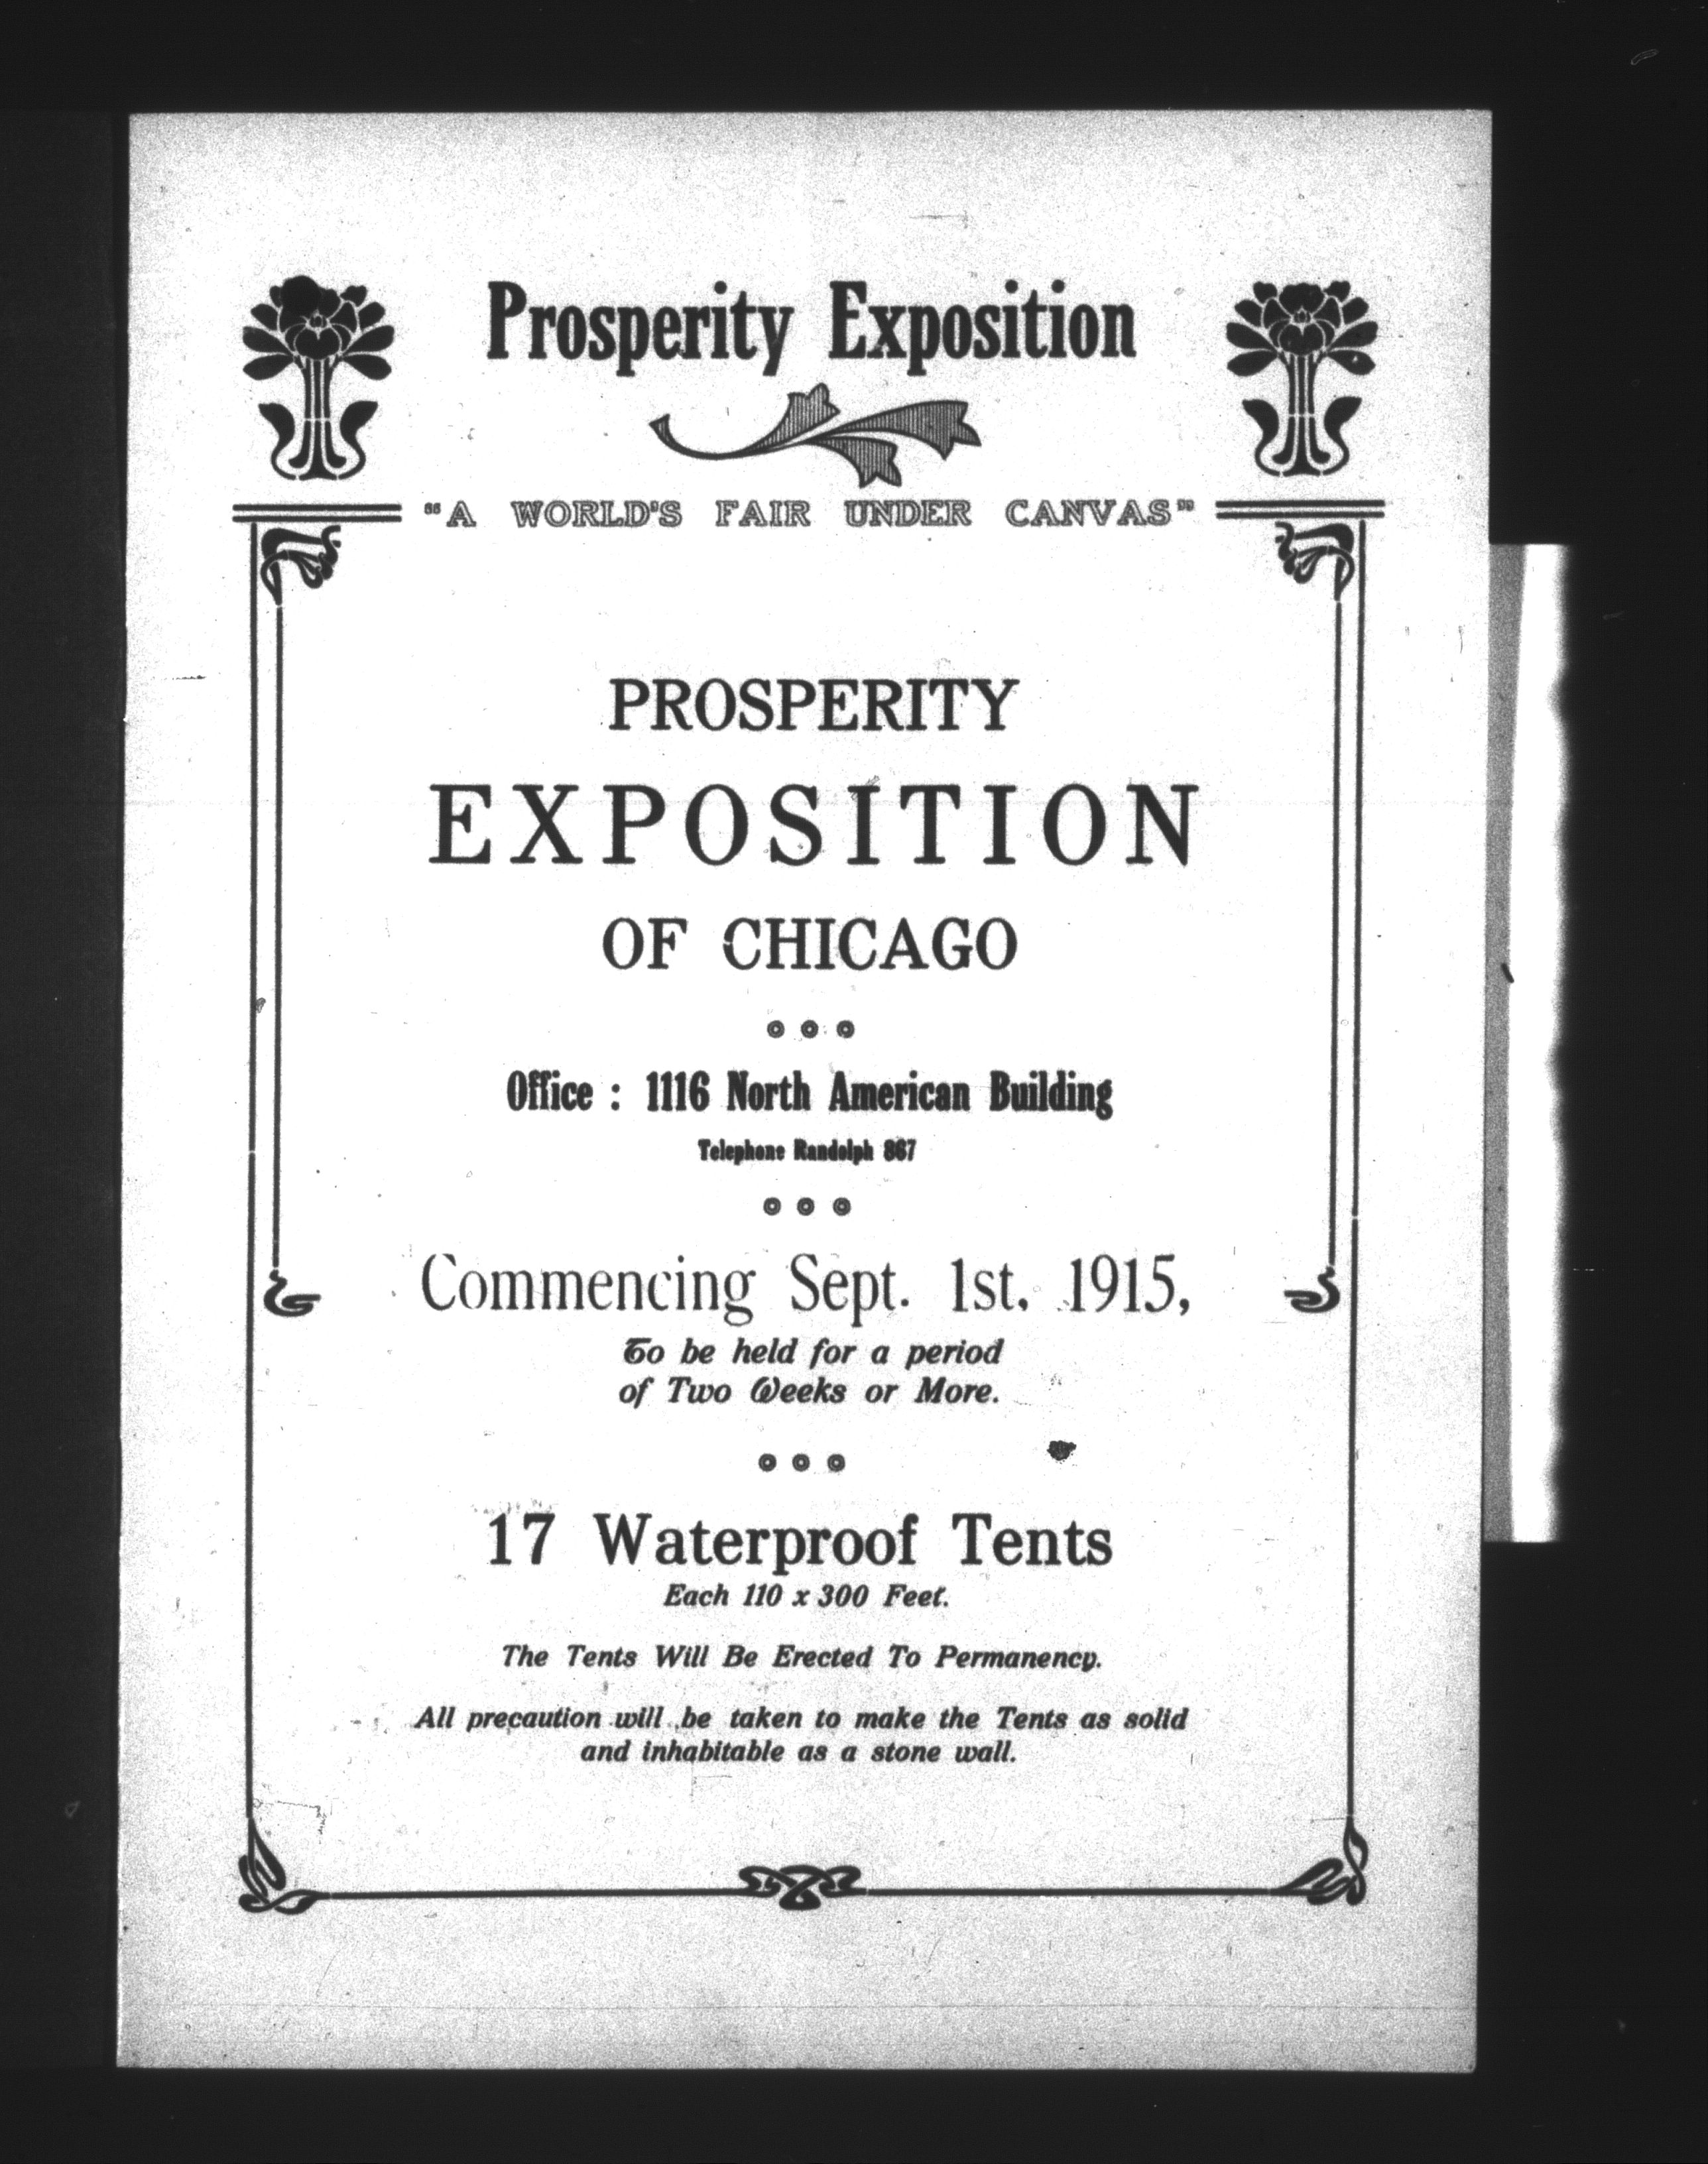 Prosperity Exposition
“A WORLD'S FAIR UNDER CANVAS”
PROSPERITY
EXPOSITION
OF CHICAGO
Office : 1116 North American Building
Telephone Randolph 867
Commencing Sept. 1st, 1915,
To be held for a period
of Two Weeks or More.
17 Waterproof Tents
Each 110 x 300 Feet.
The Tents Will Be Erected To Permanency.
All precaution will be taken to make the Tents as solid
and inhabitable as a stone wall.